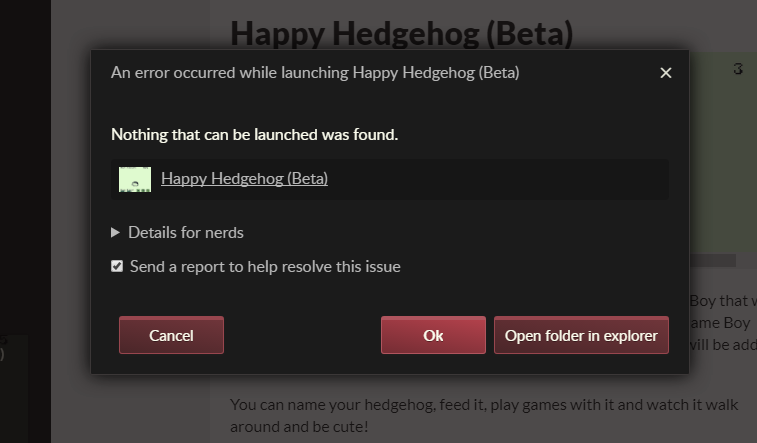 Happy Hedgehog (Beta)
An error occurred while launching Happy Hedgehog (Beta)
3
Nothing that can be launched was found.
Happy Hedgehog (Beta)
Details for nerds
Send a report to help resolve this issue
Boy that
ame Boy
will be add
)
Cancel
Ok
Open folder in explorer
You can name your hedgehog, feed it, play games with it and watch it walk
around and be cute!